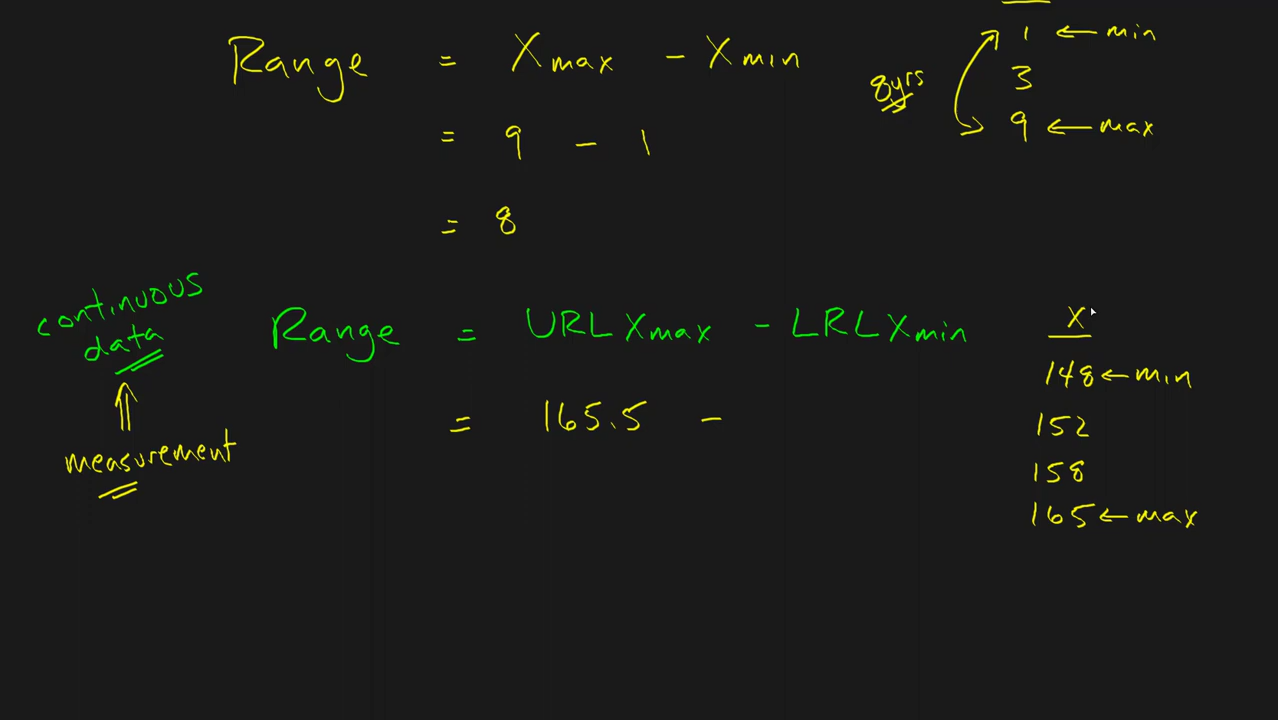 Range = Xmax - Xmin
= 9 - 1
= 8
1 ← min
3
9 ← max
8yrs
continuous
data
measurement
Range = URL Xmax - LRL Xmin
= 165.5 -
X
148 ← min
152
158
165 ← max